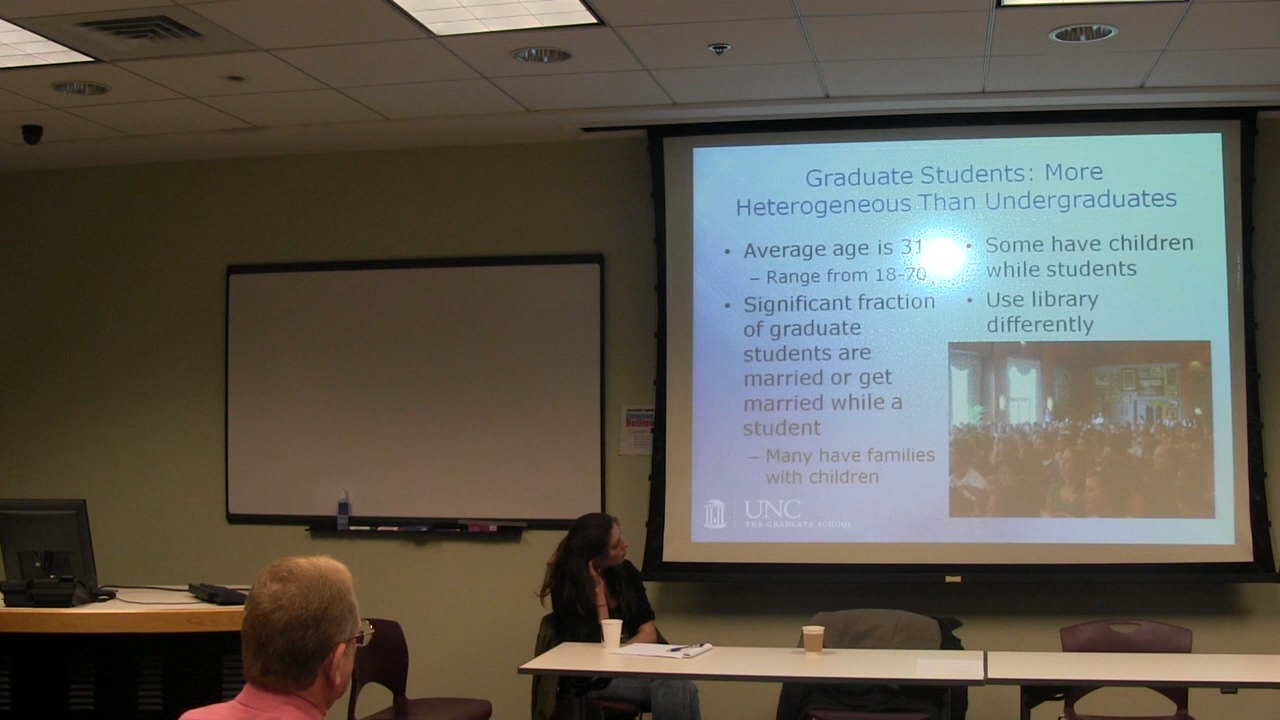 Graduate Students: More
Heterogeneous Than Undergraduates
• Average age is 31
– Range from 18-70
• Significant fraction
of graduate
students are
married or get
married while a
student
– Many have families
with children
• Some have children
while students
• Use library
differently
UNC
THE GRADUATE SCHOOL